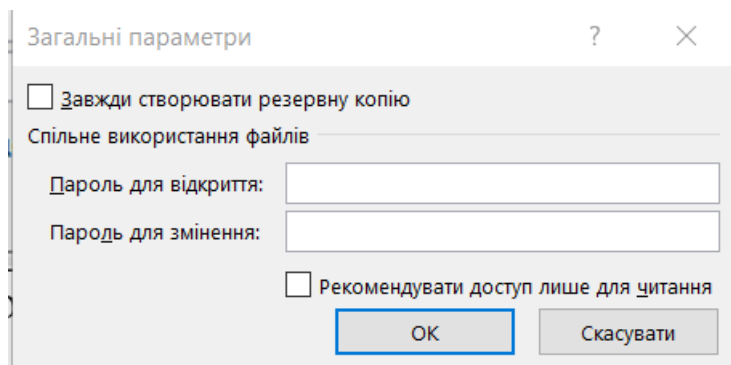 Загальні параметри ?
Завжди створювати резервну копію
Спільне використання файлів
Пароль для відкриття:
Пароль для змінення:
Рекомендувати доступ лише для читання
ОК Скасувати